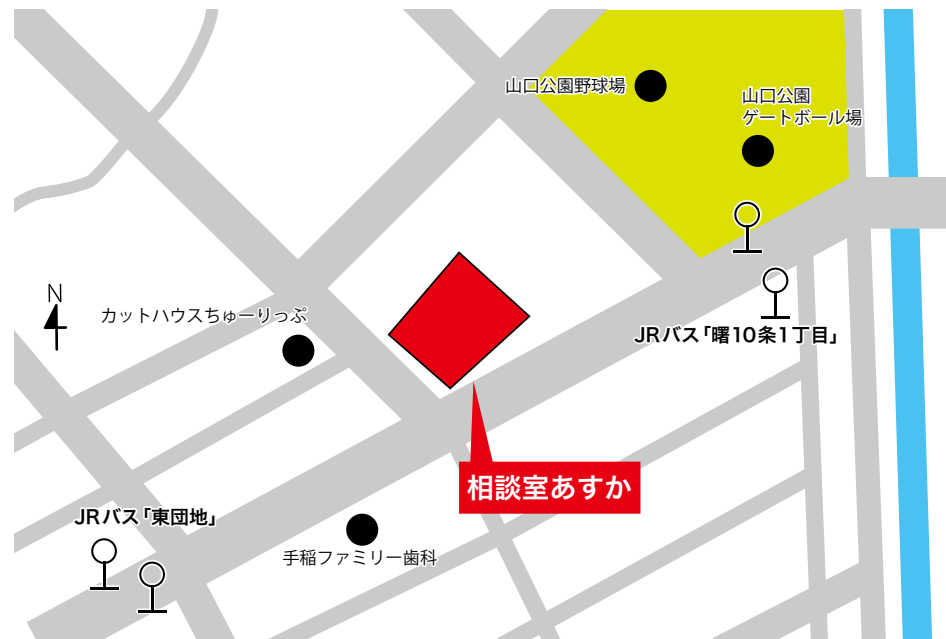 山口公園野球場
山口公園
ゲートボール場
N
カットハウスちゅーりっぷ
JRバス「曙10条1丁目」
相談室あすか
JRバス「東団地」
手稲ファミリー歯科